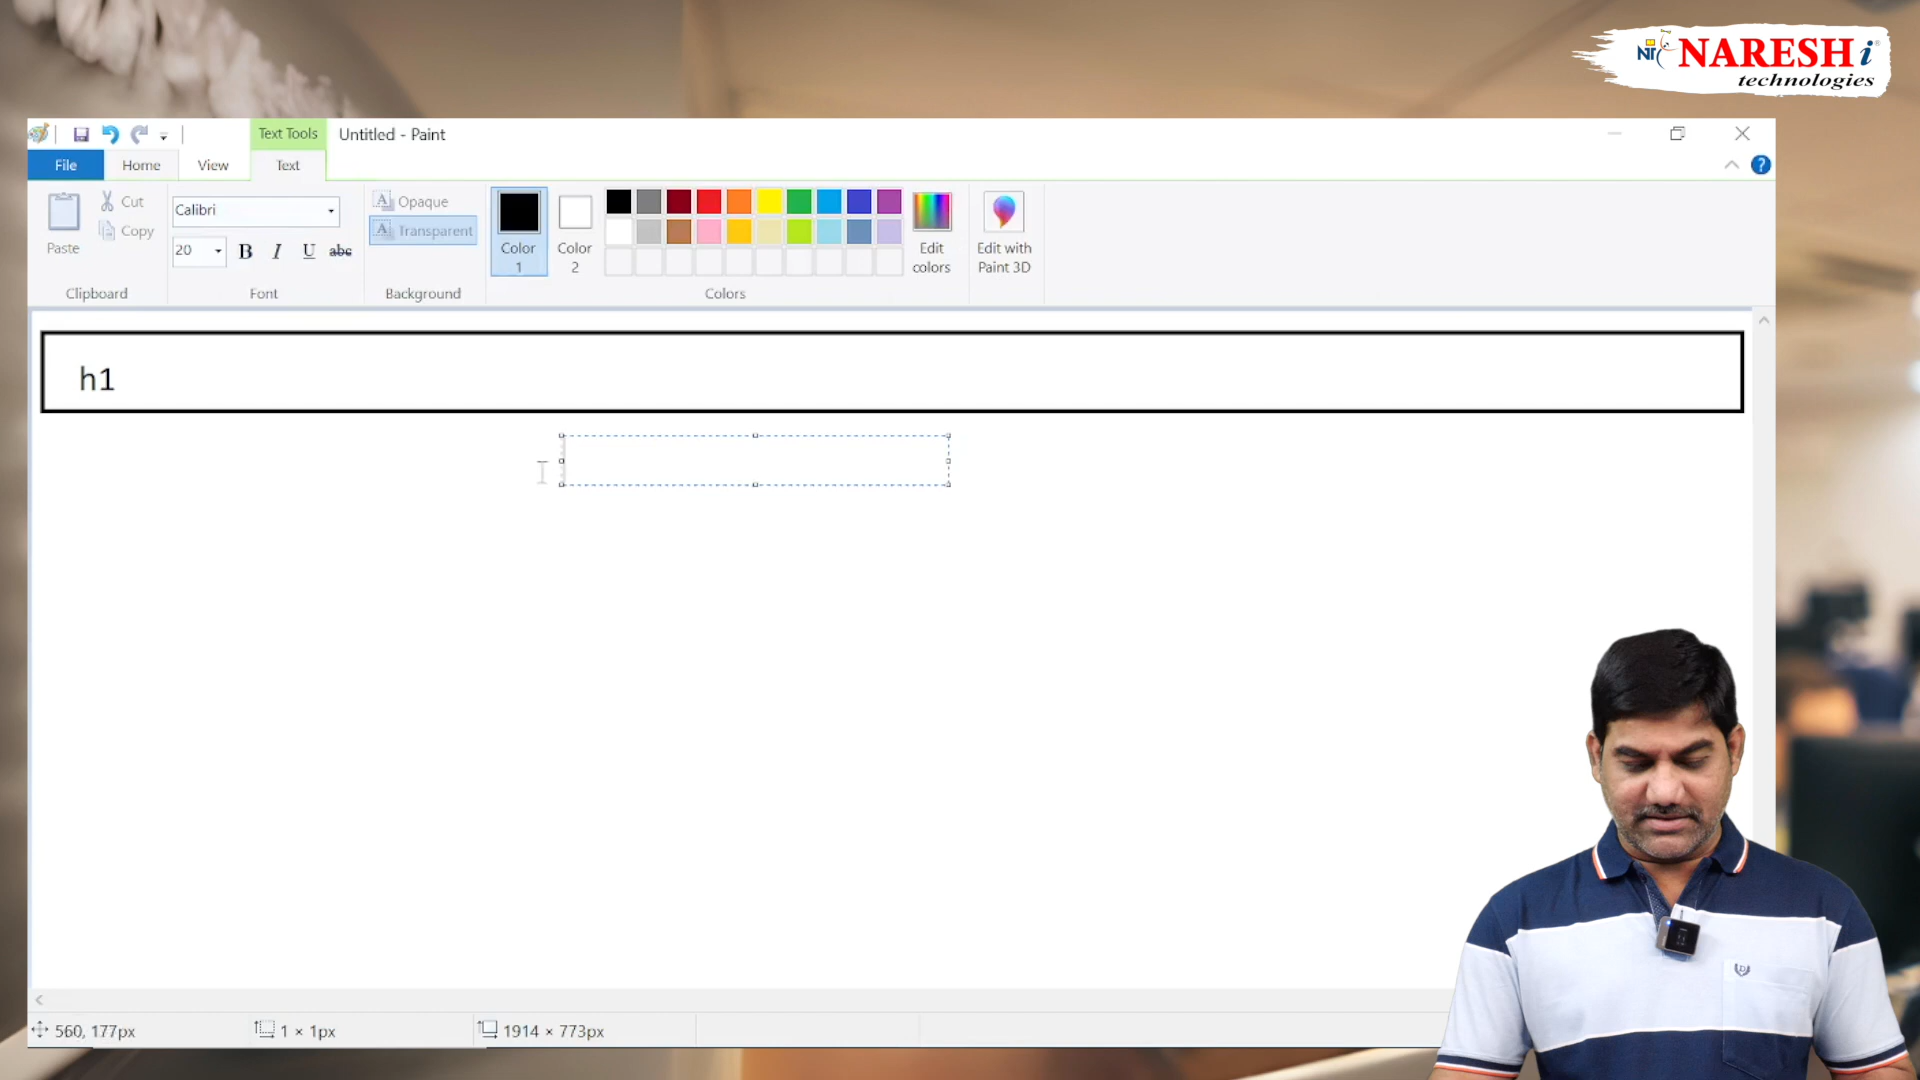 NIT NARESH i ®
technologies
Text Tools
Untitled - Paint
File
Home
View
Text
Paste
Cut
Copy
Clipboard
Calibri
20
B I U abc
Font
Opaque
Transparent
Background
Color
1
Color
2
Edit
colors
Colors
Edit with
Paint 3D
h1
560, 177px
1 × 1px
1914 × 773px